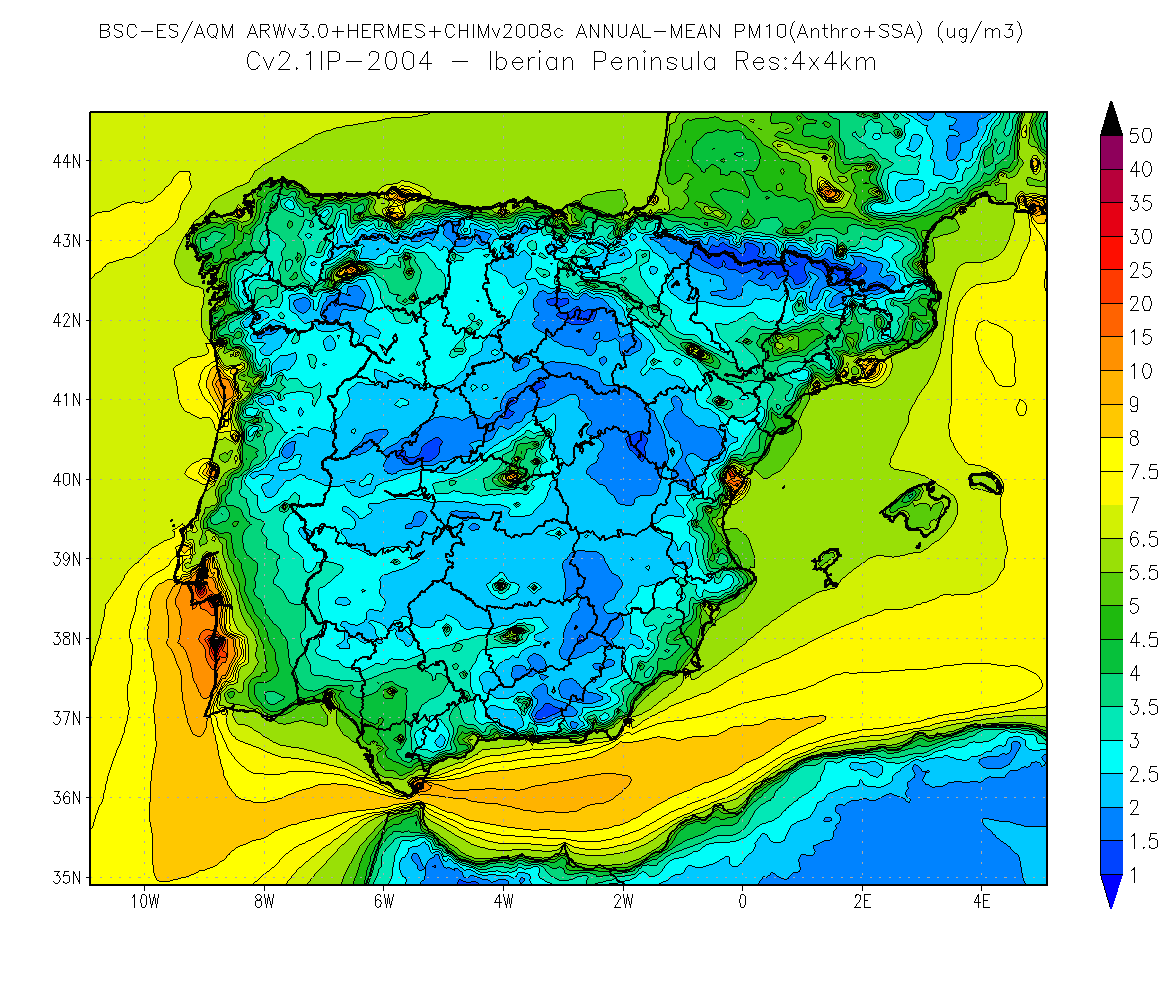 BSC-ES/AQM ARWv3.0+HERMES+CHIMv2008c ANNUAL-MEAN PM10(Anthro+SSA) (ug/m3)
Cv2.1IP-2004 - Iberian Peninsula Res:4x4km
50
44N
40
35
43N
30
25
42N
20
15
41N
10
9
8
40N
7.5
7
39N
6.5
5.5
5
38N
4.5
4
37N
3.5
3
2.5
36N
2
1.5
35N
1
10W 8W 6W 4W 2W 0 2E 4E